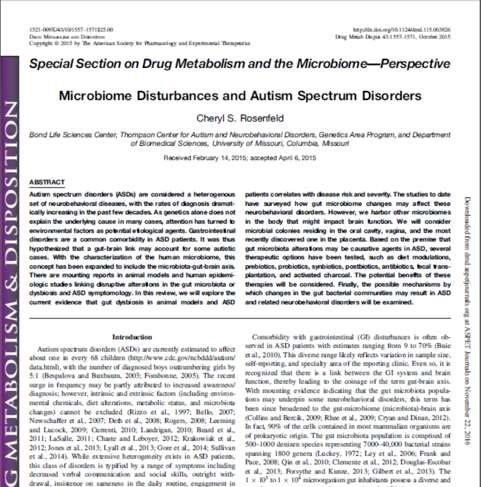 1521-009X/43/10/1557–1571$25.00
DRUG METABOLISM AND DISPOSITION
Copyright © 2015 by The American Society for Pharmacology and Experimental Therapeutics
http://dx.doi.org/10.1124/dmd.115.063826
Drug Metab Dispos 43:1557–1571, October 2015
Special Section on Drug Metabolism and the Microbiome—Perspective
Microbiome Disturbances and Autism Spectrum Disorders
Cheryl S. Rosenfeld
Bond Life Sciences Center, Thompson Center for Autism and Neurobehavioral Disorders, Genetics Area Program, and Department
of Biomedical Sciences, University of Missouri, Columbia, Missouri
Received February 14, 2015; accepted April 6, 2015
ABSTRACT
Autism spectrum disorders (ASDs) are considered a heterogenous
set of neurobehavioral diseases, with the rates of diagnosis dramat-
ically increasing in the past few decades. As genetics alone does not
explain the underlying cause in many cases, attention has turned to
environmental factors as potential etiological agents. Gastrointestinal
disorders are a common comorbidity in ASD patients. It was thus
hypothesized that a gut-brain link may account for some autistic
cases. With the characterization of the human microbiome, this
concept has been expanded to include the microbiota-gut-brain axis.
There are mounting reports in animal models and human epidemi-
ologic studies linking disruptive alterations in the gut microbiota or
dysbiosis and ASD symptomology. In this review, we will explore the
current evidence that gut dysbiosis in animal models and ASD
patients correlates with disease risk and severity. The studies to date
have surveyed how gut microbiome changes may affect these
neurobehavioral disorders. However, we harbor other microbiomes
in the body that might impact brain function. We will consider
microbial colonies residing in the oral cavity, vagina, and the most
recently discovered one in the placenta. Based on the premise that
gut microbiota alterations may be causative agents in ASD, several
therapeutic options have been tested, such as diet modulations,
prebiotics, probiotics, synbiotics, postbiotics, antibiotics, fecal trans-
plantation, and activated charcoal. The potential benefits of these
therapies will be considered. Finally, the possible mechanisms by
which changes in the gut bacterial communities may result in ASD
and related neurobehavioral disorders will be examined.
Introduction
Autism spectrum disorders (ASDs) are currently estimated to affect
about one in every 68 children (http://www.cdc.gov/ncbddd/autism/
data.html), with the number of diagnosed boys outnumbering girls by
5:1 (Bespalova and Buxbaum, 2003; Fombonne, 2005). The recent
surge in frequency may be partly attributed to increased awareness/
diagnosis; however, intrinsic and extrinsic factors (including environ-
mental chemicals, diet alterations, metabolic status, and microbiota
changes) cannot be excluded (Rizzo et al., 1997; Bello, 2007;
Newschaffer et al., 2007; Deth et al., 2008; Rogers, 2008; Leeming
and Lucock, 2009; Currenti, 2010; Landrigan, 2010; Beard et al.,
2011; LaSalle, 2011; Chaste and Leboyer, 2012; Krakowiak et al.,
2012; Jones et al., 2013; Lyall et al., 2013; Gore et al., 2014; Sullivan
et al., 2014). While extensive heterogeneity exists in ASD patients,
this class of disorders is typified by a range of symptoms including
decreased verbal communication and social skills, outright with-
drawal, insistence on sameness in the daily routine, engagement in
Comorbidity with gastrointestinal (GI) disturbances is often ob-
served in ASD patients with estimates ranging from 9 to 70% (Buie
et al., 2010). This diverse range likely reflects variation in sample size,
self-reporting, and specialty area of the reporting clinic. Even so, it is
recognized that there is a link between the GI system and brain
function, thereby leading to the coinage of the term gut-brain axis.
With mounting evidence indicating that the gut microbiota popula-
tions may underpin some neurobehavioral disorders, this term has
been since broadened to the gut-microbiome (microbiota)-brain axis
(Collins and Bercik, 2009; Rhee et al., 2009; Cryan and Dinan, 2012).
In fact, 90% of the cells contained in most mammalian organisms are
of prokaryotic origin. The gut microbiota population is comprised of
500–1000 denizen species representing 7000–40,000 bacterial strains
spanning 1800 genera (Luckey, 1972; Ley et al., 2006; Frank and
Pace, 2008; Qin et al., 2010; Clemente et al., 2012; Douglas-Escobar
et al., 2013; Forsythe and Kunze, 2013; Gilbert et al., 2013). The
gut inhabitants possess a diverse and
G METABOLISM & DISPOSITION
Downloaded from dmd.aspetjournals.org at ASPET Journals on November 22, 2016